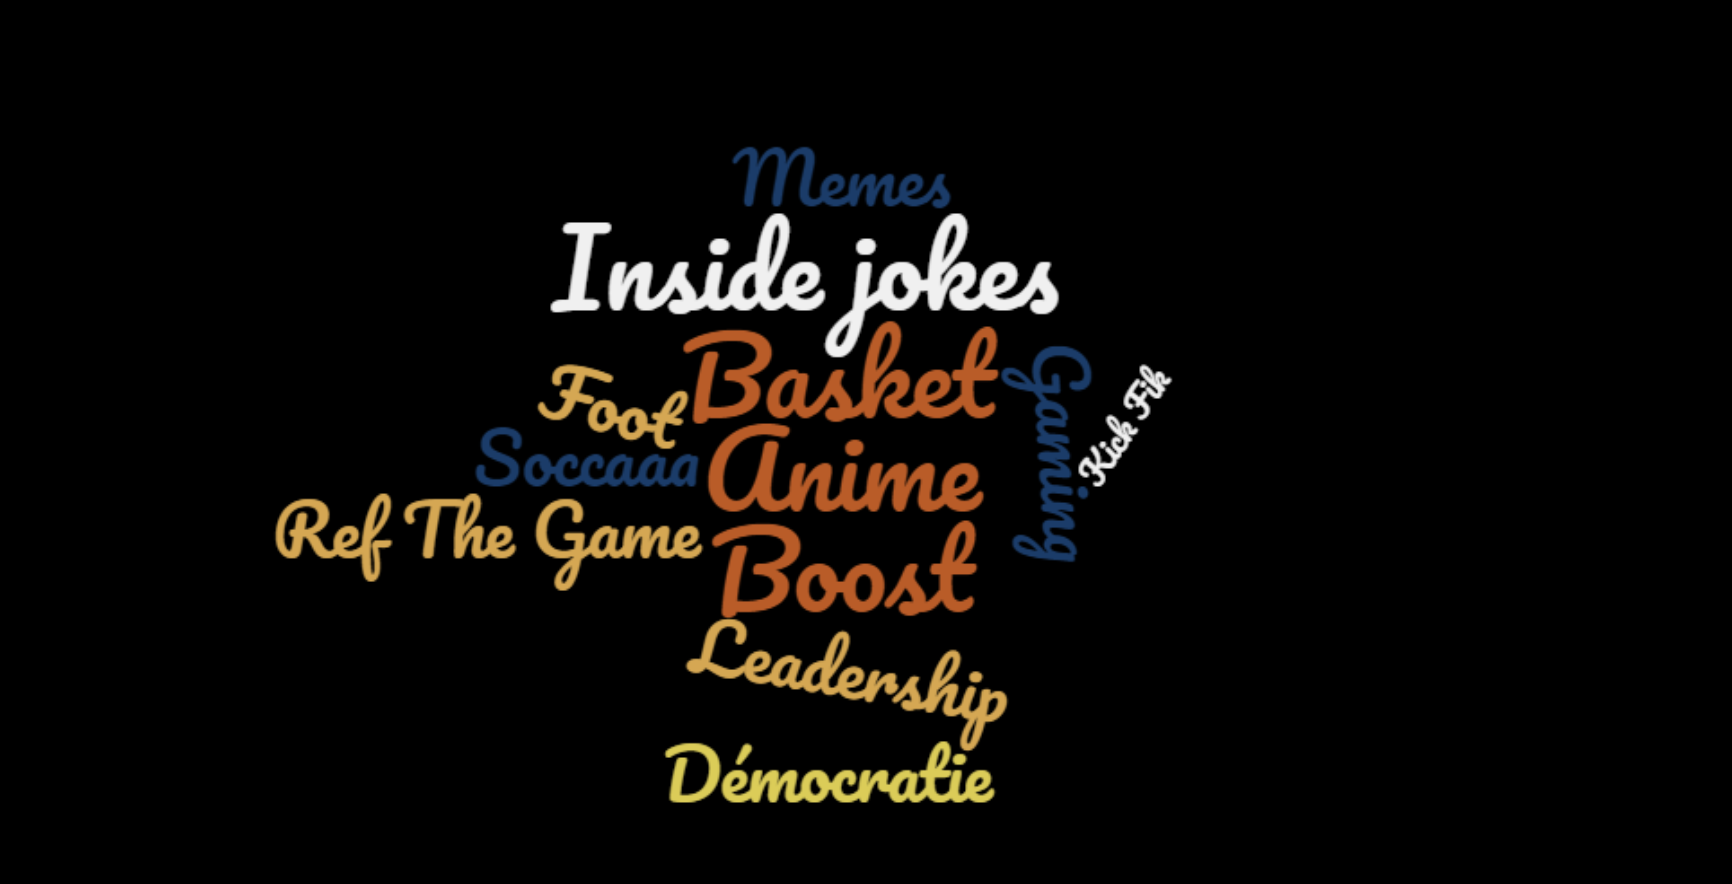 Memes
Inside jokes
Basket
Foot
Gaming
Kick Fik
Soccaaa
Anime
Ref The Game
Boost
Leadership
Démocratie